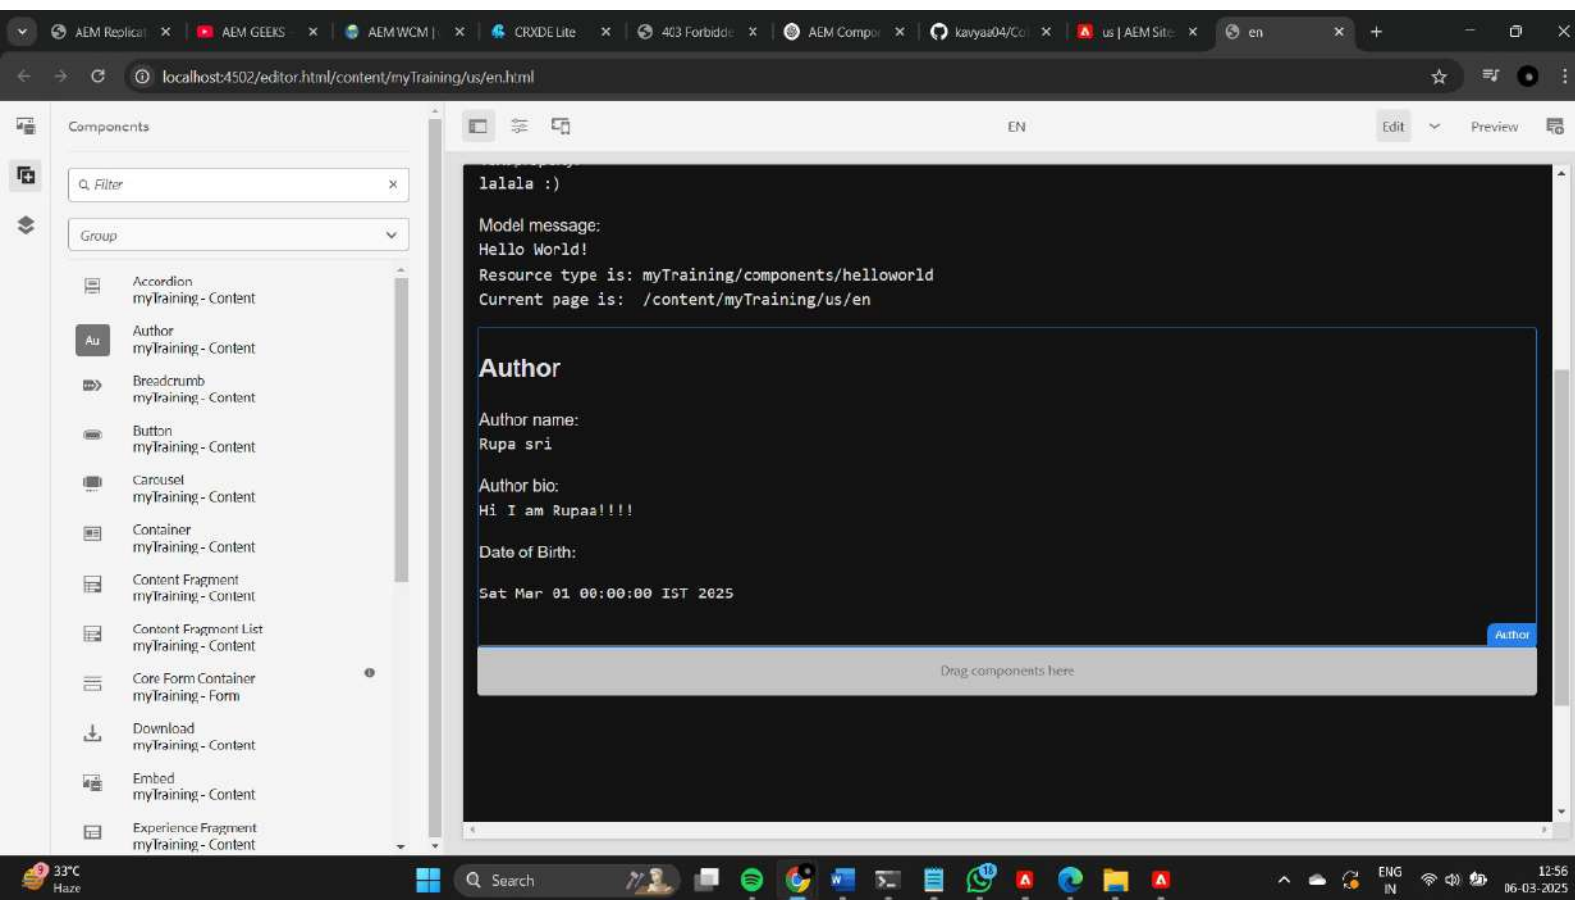 AEM Replicat
AEM GEEKS -
AEM WCM |
CRXDE Lite
403 Forbidde
AEM Compo
kavyaa04/Co
us | AEM Site
en
localhost:4502/editor.html/content/myTraining/us/en.html
Components
EN
Edit
Preview
Filter
Group
Accordion
myTraining - Content
Au
Author
myTraining - Content
Breadcrumb
myTraining - Content
Button
myTraining - Content
Carousel
myTraining - Content
Container
myTraining - Content
Content Fragment
myTraining - Content
Content Fragment List
myTraining - Content
Core Form Container
myTraining - Form
Download
myTraining - Content
Embed
myTraining - Content
Experience Fragment
myTraining - Content
lalala :)
Model message:
Hello World!
Resource type is: myTraining/components/helloworld
Current page is:  /content/myTraining/us/en
Author
Author name:
Rupa sri
Author bio:
Hi I am Rupaa!!!!
Date of Birth:
Sat Mar 01 00:00:00 IST 2025
Author
Drag components here
33°C
Haze
Search
18
ENG
IN
12:56
06-03-2025